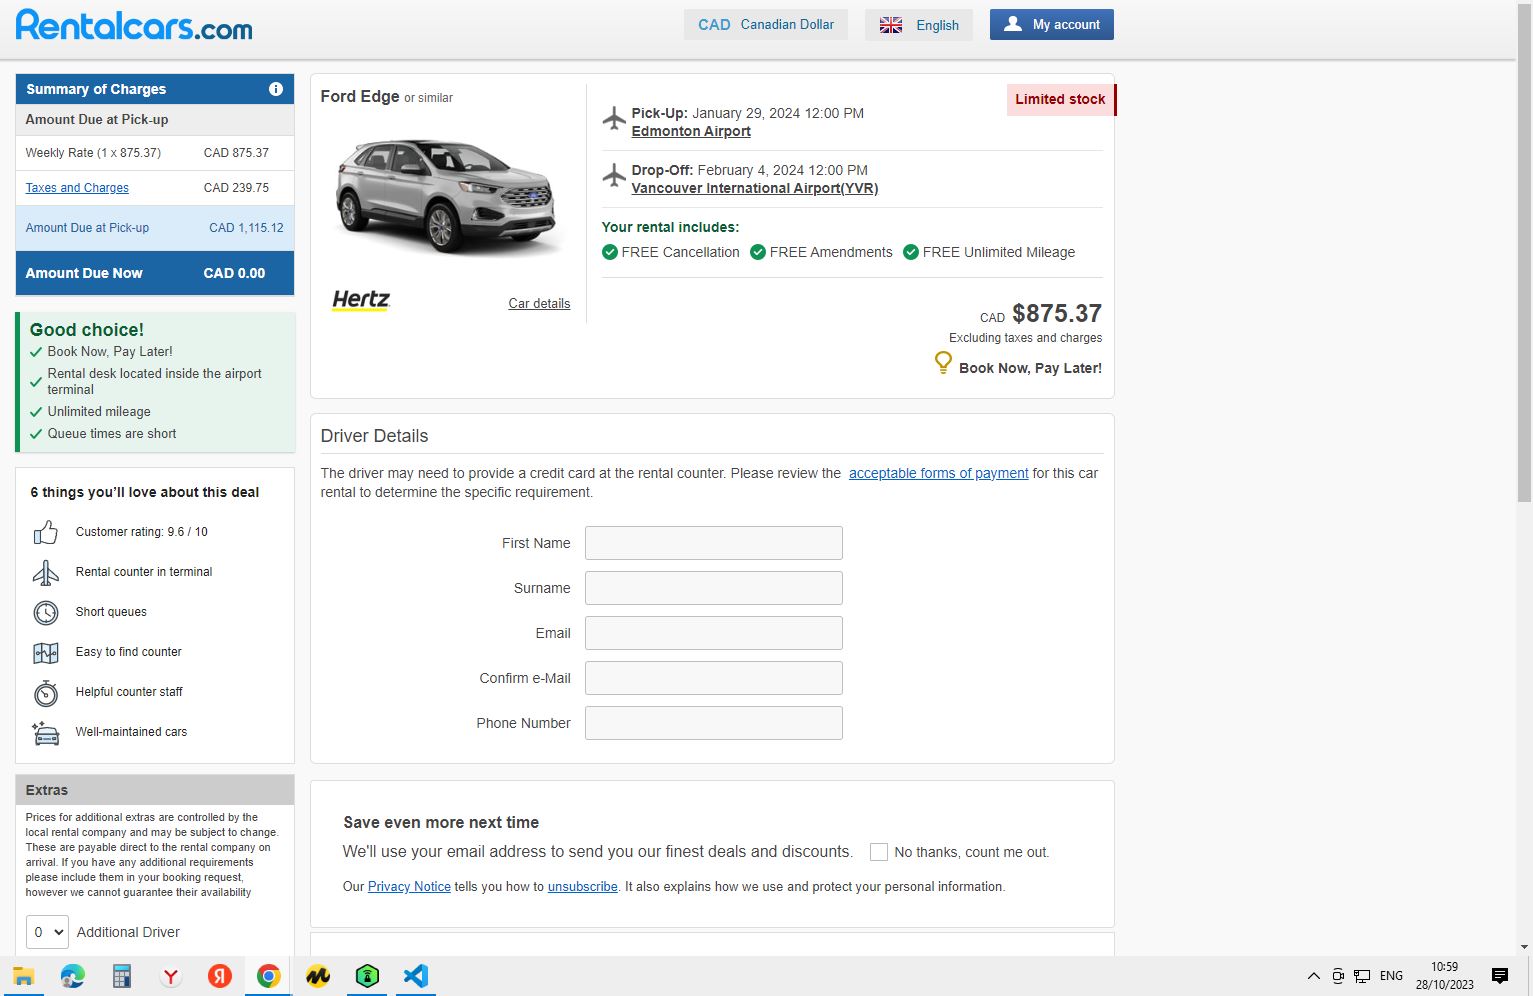 Rentalcars.com
CAD Canadian Dollar
English
My account
Summary of Charges
Amount Due at Pick-up
Weekly Rate (1 x 875.37) CAD 875.37
Taxes and Charges CAD 239.75
Amount Due at Pick-up CAD 1,115.12
Amount Due Now CAD 0.00
Good choice!
Book Now, Pay Later!
Rental desk located inside the airport
terminal
Unlimited mileage
Queue times are short
6 things you'll love about this deal
Customer rating: 9.6 / 10
Rental counter in terminal
Short queues
Easy to find counter
Helpful counter staff
Well-maintained cars
Extras
Prices for additional extras are controlled by the
local rental company and may be subject to change.
These are payable direct to the rental company on
arrival. If you have any additional requirements
please include them in your booking request,
however we cannot guarantee their availability
0 Additional Driver
Ford Edge or similar
Hertz
Car details
Limited stock
Pick-Up: January 29, 2024 12:00 PM
Edmonton Airport
Drop-Off: February 4, 2024 12:00 PM
Vancouver International Airport(YVR)
Your rental includes:
FREE Cancellation FREE Amendments FREE Unlimited Mileage
CAD $875.37
Excluding taxes and charges
Book Now, Pay Later!
Driver Details
The driver may need to provide a credit card at the rental counter. Please review the acceptable forms of payment for this car
rental to determine the specific requirement.
First Name
Surname
Email
Confirm e-Mail
Phone Number
Save even more next time
We'll use your email address to send you our finest deals and discounts. No thanks, count me out.
Our Privacy Notice tells you how to unsubscribe. It also explains how we use and protect your personal information.
Y
Я
ENG
10:59
28/10/2023